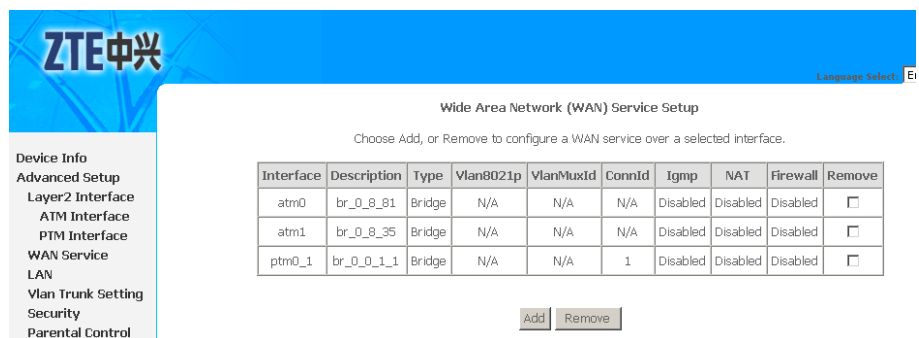 ZTE中兴
Language Select:
Wide Area Network (WAN) Service Setup
Choose Add, or Remove to configure a WAN service over a selected interface.
Device Info
Advanced Setup
Layer2 Interface
ATM Interface
PTM Interface
WAN Service
LAN
Vlan Trunk Setting
Security
Parental Control
Interface Description Type Vlan8021p VlanMuxId ConnId Igmp NAT Firewall Remove
atm0 br_0_8_81 Bridge N/A N/A N/A Disabled Disabled Disabled
atm1 br_0_8_35 Bridge N/A N/A N/A Disabled Disabled Disabled
ptm0_1 br_0_0_1_1 Bridge N/A N/A 1 Disabled Disabled Disabled
Add Remove